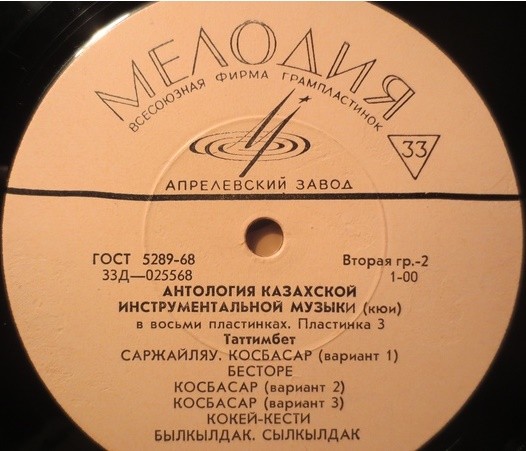 МЕЛОДИЯ
ВСЕСОЮЗНАЯ ФИРМА ГРАМПЛАСТИНОК
33
АПРЕЛЕВСКИЙ ЗАВОД
ГОСТ 5289-68 Вторая гр.-2
33Д—025568 1-00
АНТОЛОГИЯ КАЗАХСКОЙ
ИНСТРУМЕНТАЛЬНОЙ МУЗЫКИ (кюи)
в восьми пластинках. Пластинка 3
Таттимбет
САРЖАЙЛЯУ. КОСБАСАР (вариант 1)
БЕСТОРЕ
КОСБАСАР (вариант 2)
КОСБАСАР (вариант 3)
КОКЕЙ-КЕСТИ
БЫЛКЫЛДАК. СЫЛКЫЛДАК